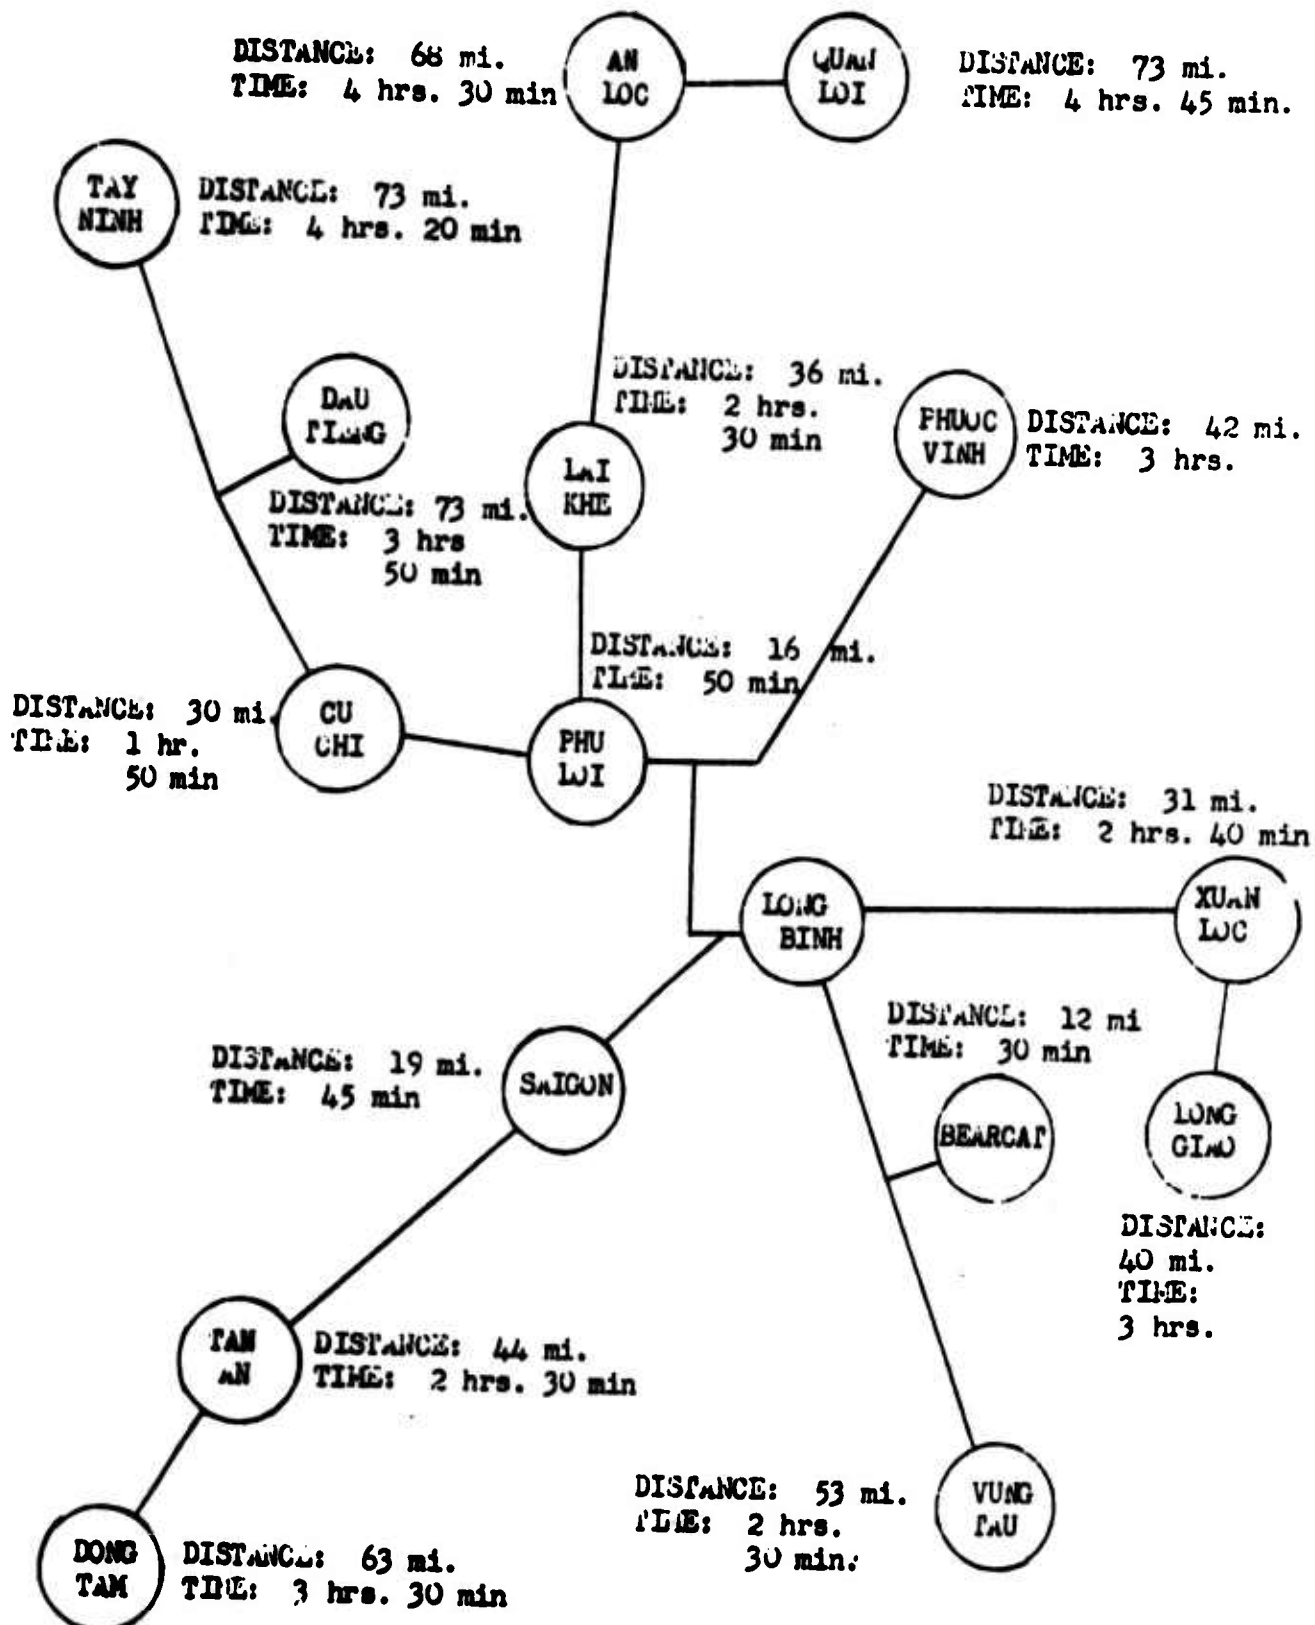 DISTANCE: 68 mi.
TIME: 4 hrs. 30 min
AN
LOC
QUAN
LOI
DISTANCE: 73 mi.
TIME: 4 hrs. 45 min.
TAY
NINH
DISTANCE: 73 mi.
TIME: 4 hrs. 20 min
DAU
TIENG
DISTANCE: 73 mi.
TIME: 3 hrs
50 min
DISTANCE: 36 mi.
TIME: 2 hrs.
30 min
LAI
KHE
PHUOC
VINH
DISTANCE: 42 mi.
TIME: 3 hrs.
DISTANCE: 16 mi.
TIME: 50 min
DISTANCE: 30 mi.
TIME: 1 hr.
50 min
CU
CHI
PHU
LOI
DISTANCE: 31 mi.
TIME: 2 hrs. 40 min
XUAN
LOC
LONG
BINH
DISTANCE: 12 mi
TIME: 30 min
BEARCAT
LONG
GIAO
DISTANCE:
40 mi.
TIME:
3 hrs.
DISTANCE: 19 mi.
TIME: 45 min
SAIGON
TAM
AN
DISTANCE: 44 mi.
TIME: 2 hrs. 30 min
DISTANCE: 53 mi.
TIME: 2 hrs.
30 min.
VUNG
TAU
DONG
TAM
DISTANCE: 63 mi.
TIME: 3 hrs. 30 min